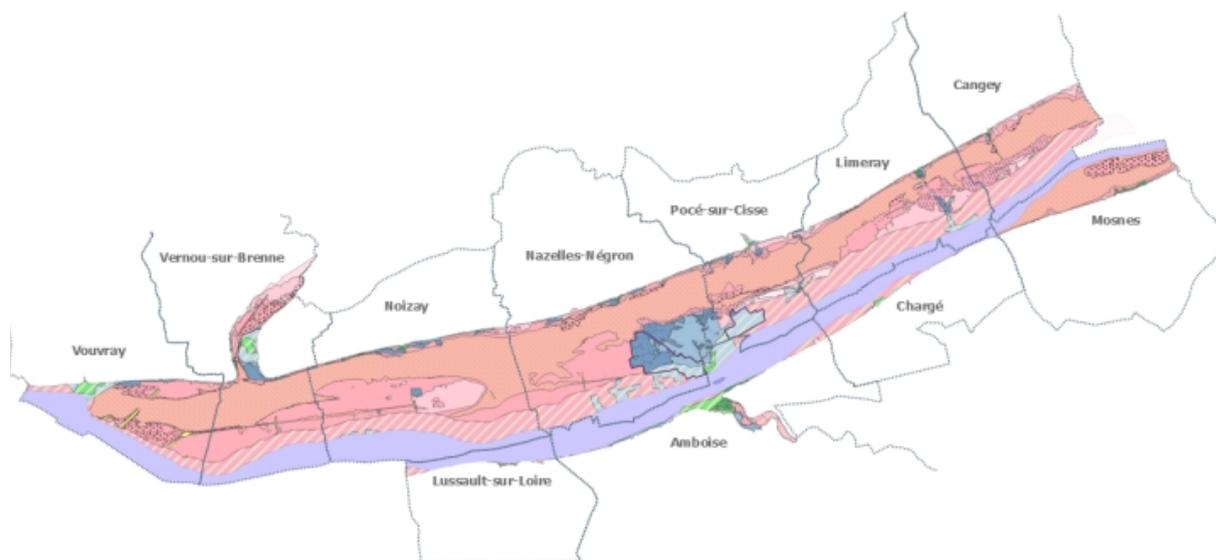 Cangey
Limeray
Pocé-sur-Cisse
Mosnes
Nazelles-Négron
Vernou-sur-Brenne
Noizay
Chargé
Vouvray
Amboise
Lussault-sur-Loire